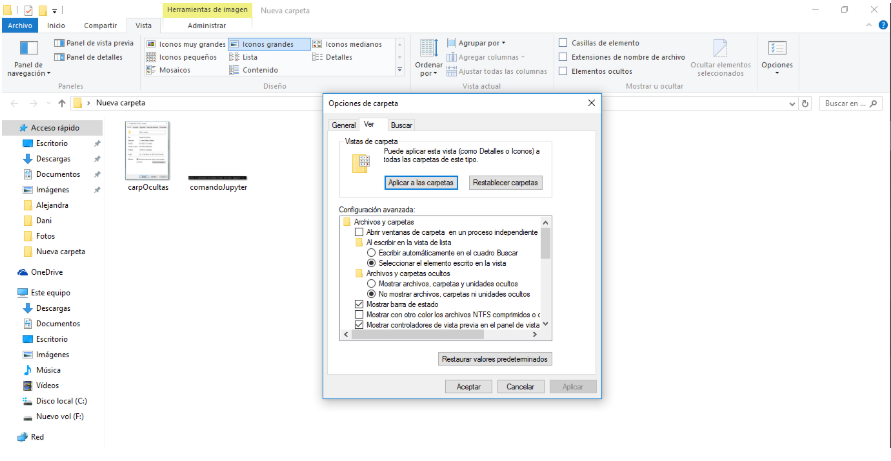 Herramientas de imagen
Nueva carpeta
Archivo
Inicio
Compartir
Vista
Administrar
Panel de navegación
Panel de vista previa
Panel de detalles
Paneles
Iconos muy grandes
Iconos grandes
Iconos medianos
Iconos pequeños
Lista
Detalles
Mosaicos
Contenido
Diseño
Ordenar por
Agrupar por
Agregar columnas
Ajustar todas las columnas
Vista actual
Casillas de elemento
Extensiones de nombre de archivo
Elementos ocultos
Ocultar elementos seleccionados
Mostrar u ocultar
Opciones
Nueva carpeta
Buscar en ...
Acceso rápido
Escritorio
Descargas
Documentos
Imágenes
Alejandra
Dani
Fotos
Nueva carpeta
OneDrive
Este equipo
Descargas
Documentos
Escritorio
Imágenes
Música
Vídeos
Disco local (C:)
Nuevo vol (F:)
Red
carpOcultas
comandoJupyter
Opciones de carpeta
General
Ver
Buscar
Vistas de carpeta
Puede aplicar esta vista (como Detalles o Iconos) a
todas las carpetas de este tipo.
Aplicar a las carpetas
Restablecer carpetas
Configuración avanzada:
Archivos y carpetas
Abrir ventanas de carpeta en un proceso independiente
Al escribir en la vista de lista
Escribir automáticamente en el cuadro Buscar
Seleccionar el elemento escrito en la vista
Archivos y carpetas ocultos
Mostrar archivos, carpetas y unidades ocultos
No mostrar archivos, carpetas ni unidades ocultos
Mostrar barra de estado
Mostrar con otro color los archivos NTFS comprimidos o c
Mostrar controladores de vista previa en el panel de vista
Restaurar valores predeterminados
Aceptar
Cancelar
Aplicar